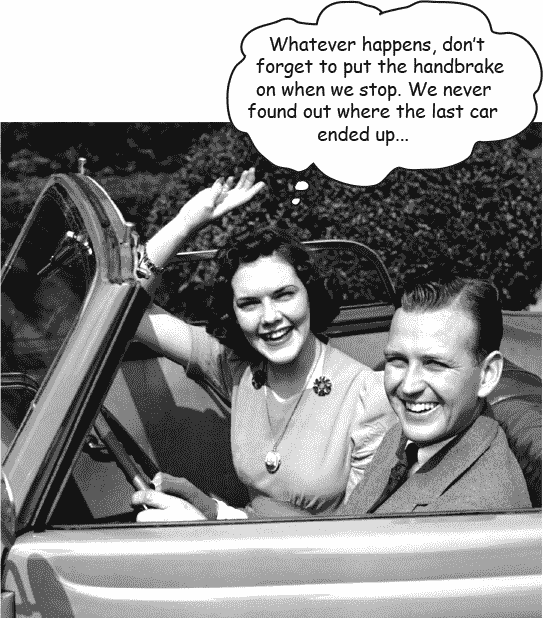 Whatever happens, don't
forget to put the handbrake
on when we stop. We never
found out where the last car
ended up...